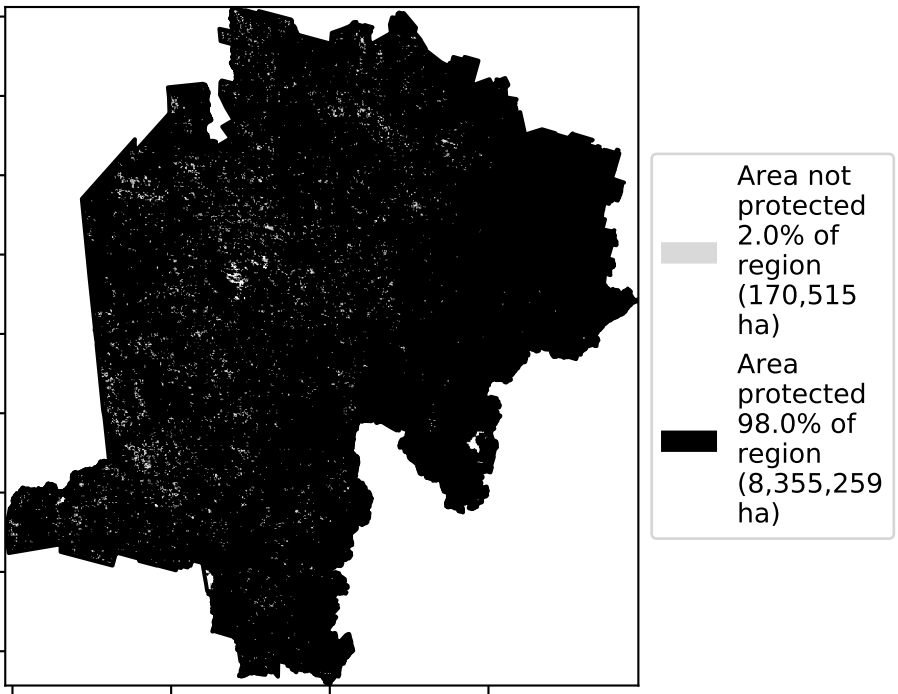 Area not
protected
2.0% of
region
(170,515
ha)
Area
protected
98.0% of
region
(8,355,259
ha)